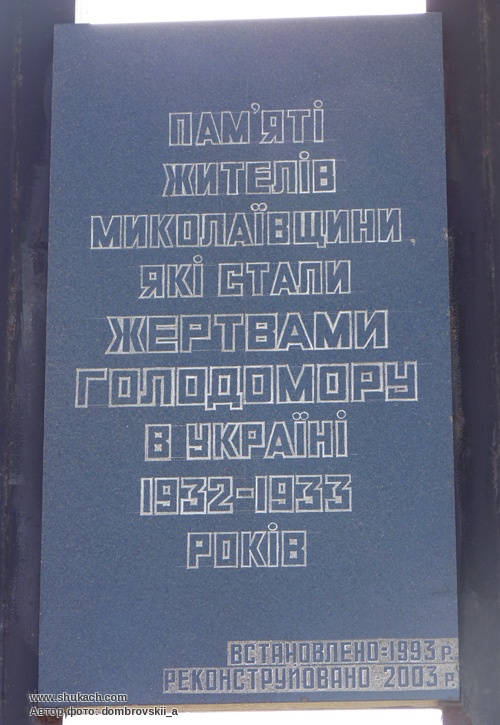 ПАМ'ЯТІ
ЖИТЕЛІВ
МИКОЛАЇВЩИНИ
ЯКІ СТАЛИ
ЖЕРТВАМИ
ГОЛОДОМОРУ
В УКРАЇНІ
1932-1933
РОКІВ
ВСТАНОВЛЕНО-1993 р.
РЕКОНСТРУЙОВАНО 2003 р.
www.shukach.com
Автор фото: dombrovskii_a